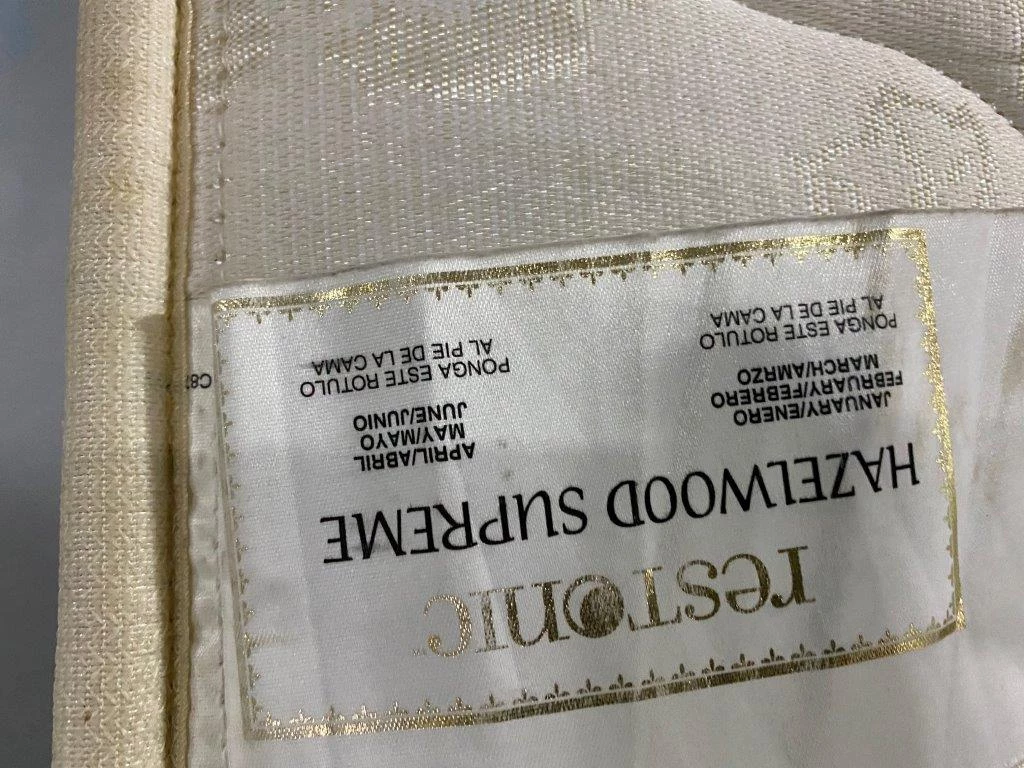 resTonic
HAZELWOOD SUPREME
JANUARY/ENERO
FEBRUARY/FEBRERO
MARCH/AMRZO
PONGA ESTE ROTULO
AL PIE DE LA CAMA
APRIL/ABRIL
MAY/MAYO
JUNE/JUNIO
PONGA ESTE ROTULO
AL PIE DE LA CAMA